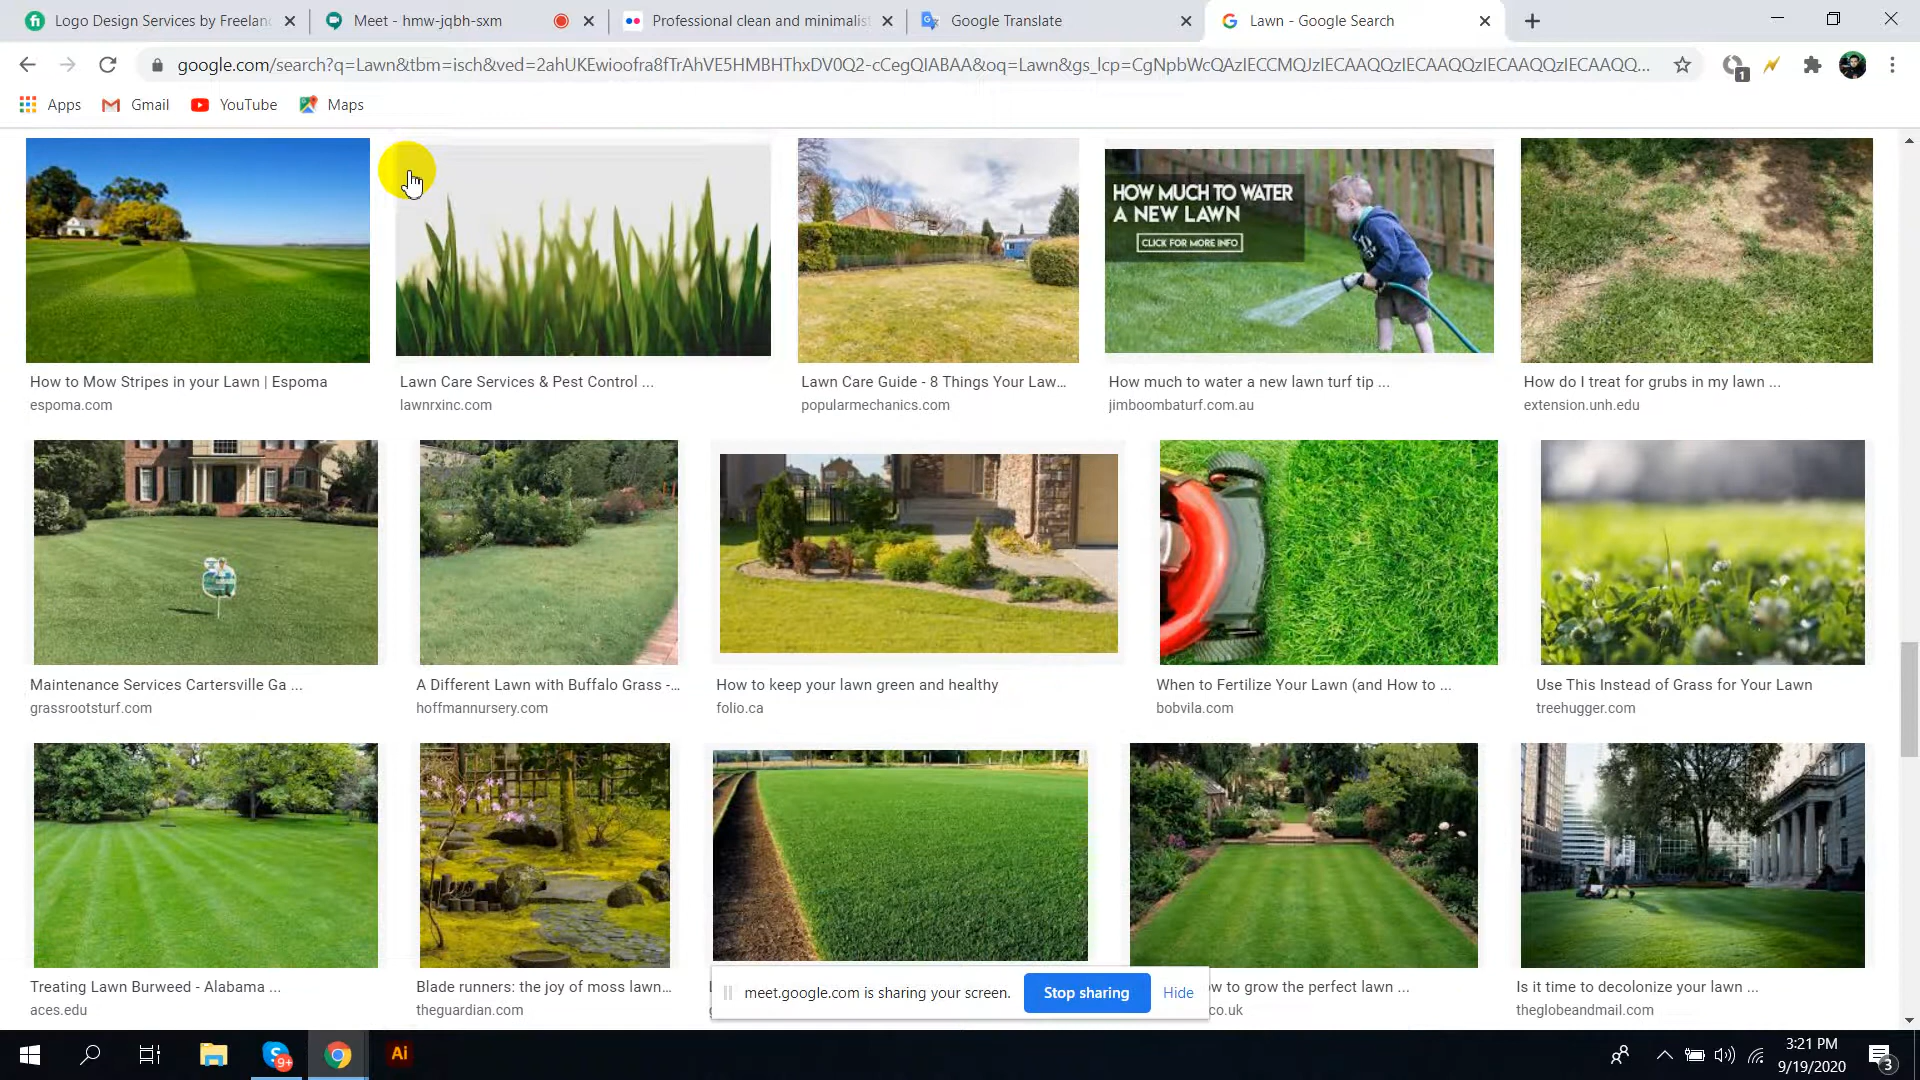 Logo Design Services by Freelanc
Meet - hmw-jqbh-sxm
Professional clean and minimalist
Google Translate
Lawn - Google Search
google.com/search?q=Lawn&tbm=isch&ved=2ahUKEwioofra8fTrAhVE5HMBHThxDV0Q2-cCegQIABAA&oq=Lawn&gs_lcp=CgNpbWcQAzIECCMQJzIECAAQQzIECAAQQzIECAAQQzIECAAQQ...
1
Apps
Gmail
YouTube
Maps
HOW MUCH TO WATER
A NEW LAWN
CLICK FOR MORE INFO
How to Mow Stripes in your Lawn | Espoma
espoma.com
Lawn Care Services & Pest Control ...
lawnrxinc.com
Lawn Care Guide - 8 Things Your Law...
popularmechanics.com
How much to water a new lawn turf tip ...
jimboombaturf.com.au
How do I treat for grubs in my lawn ...
extension.unh.edu
Maintenance Services Cartersville Ga ...
grassrootsturf.com
A Different Lawn with Buffalo Grass -...
hoffmannursery.com
How to keep your lawn green and healthy
folio.ca
When to Fertilize Your Lawn (and How to ...
bobvila.com
Use This Instead of Grass for Your Lawn
treehugger.com
Treating Lawn Burweed - Alabama ...
aces.edu
Blade runners: the joy of moss lawn...
theguardian.com
meet.google.com is sharing your screen.
Stop sharing
Hide
w to grow the perfect lawn ...
co.uk
Is it time to decolonize your lawn ...
theglobeandmail.com
S
9+
Ai
3:21 PM
9/19/2020
3